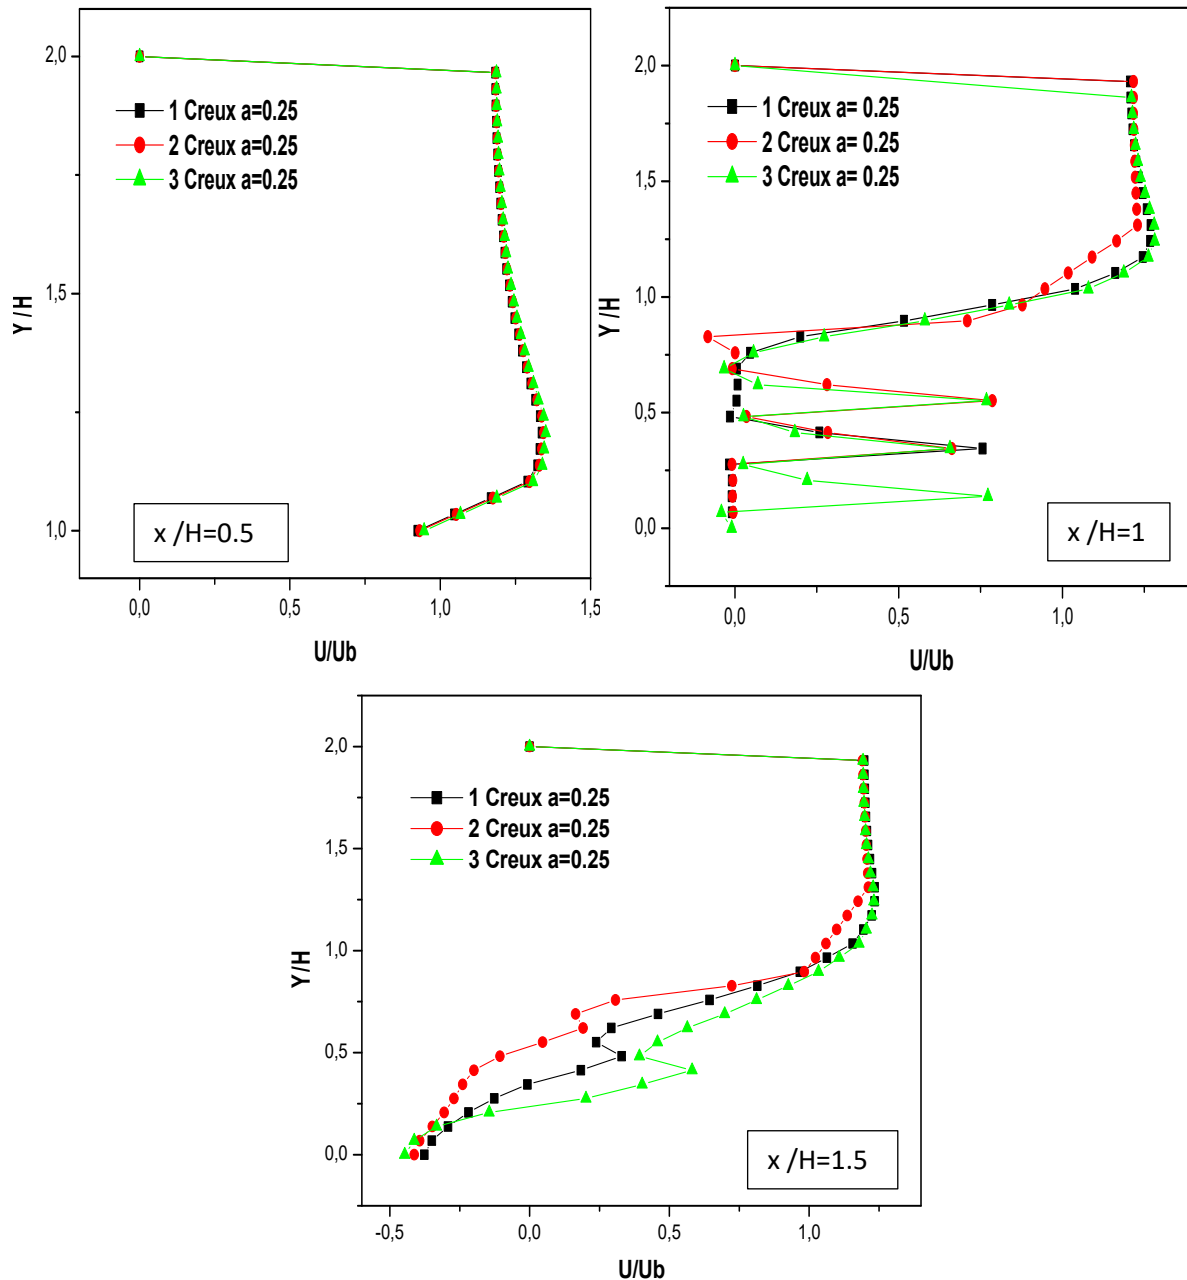 2,0
1,5
1,0
Y /H
1 Creux a=0.25
2 Creux a=0.25
3 Creux a=0.25
x /H=0.5
0,0
0,5
1,0
1,5
U/Ub
2,0
1,5
1,0
0,5
0,0
Y /H
1 Creux a= 0.25
2 Creux a= 0.25
3 Creux a= 0.25
x /H=1
0,0
0,5
1,0
U/Ub
2,0
1,5
1,0
0,5
0,0
Y /H
1 Creux a=0.25
2 Creux a=0.25
3 Creux a=0.25
x /H=1.5
-0,5
0,0
0,5
1,0
U/Ub